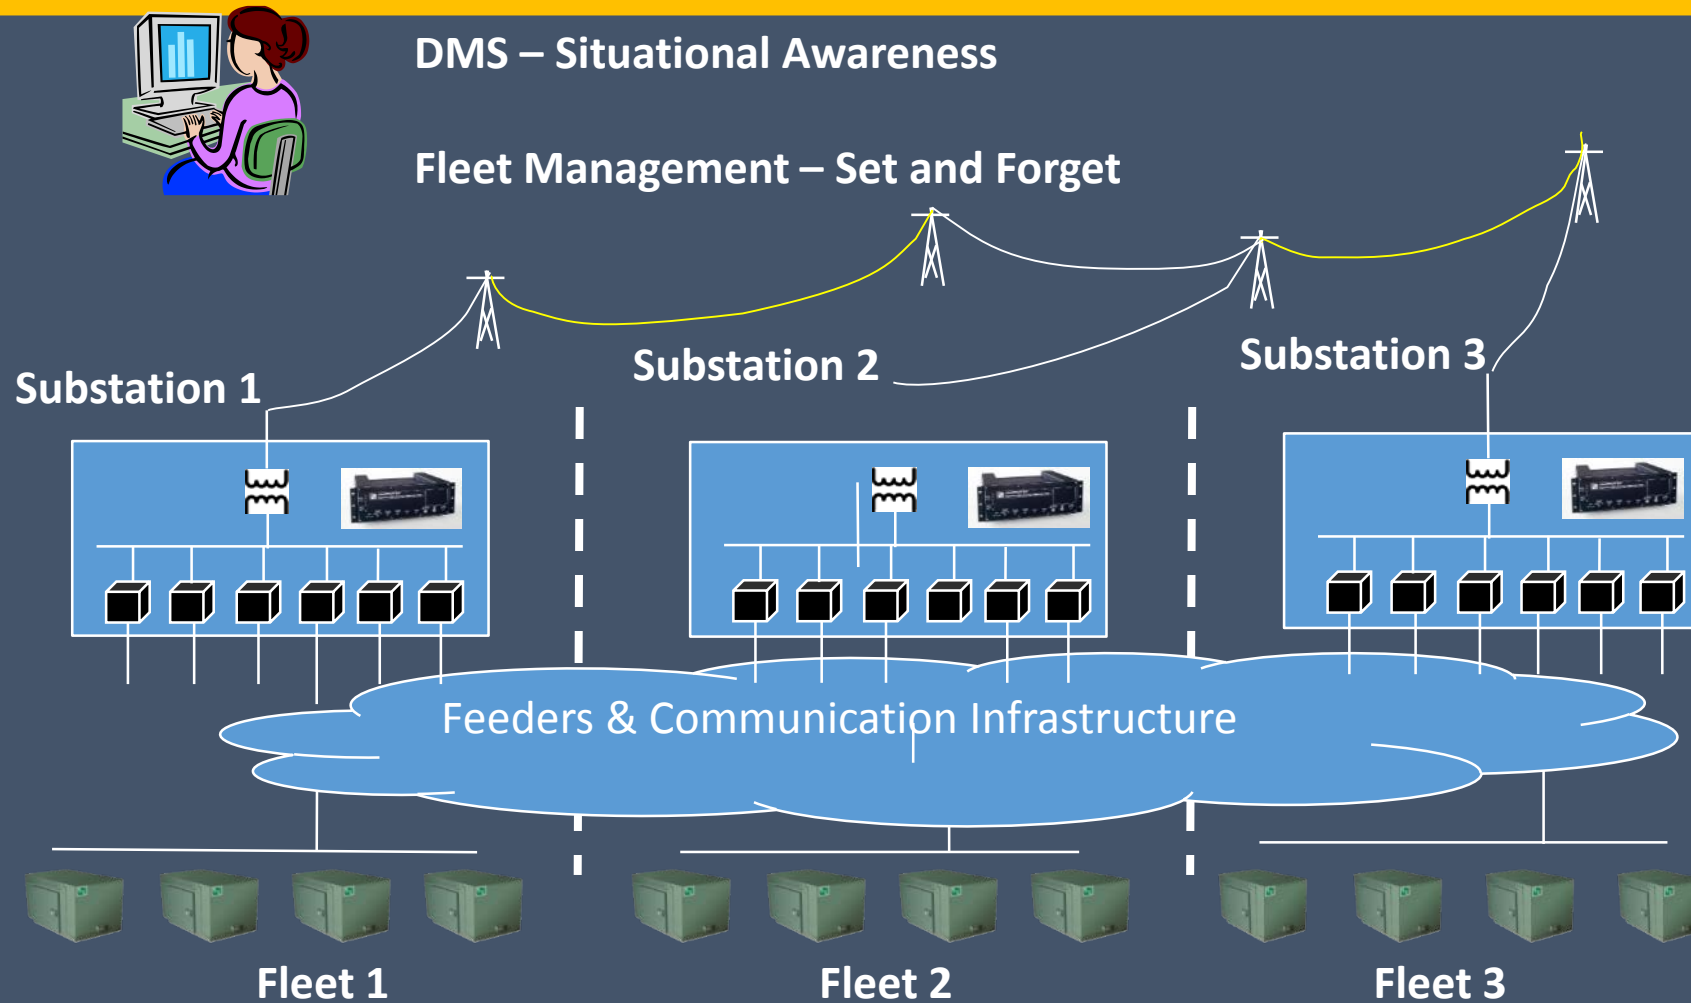 DMS – Situational Awareness
Fleet Management – Set and Forget
Substation 1
Substation 2
Substation 3
Feeders & Communication Infrastructure
Fleet 1
Fleet 2
Fleet 3